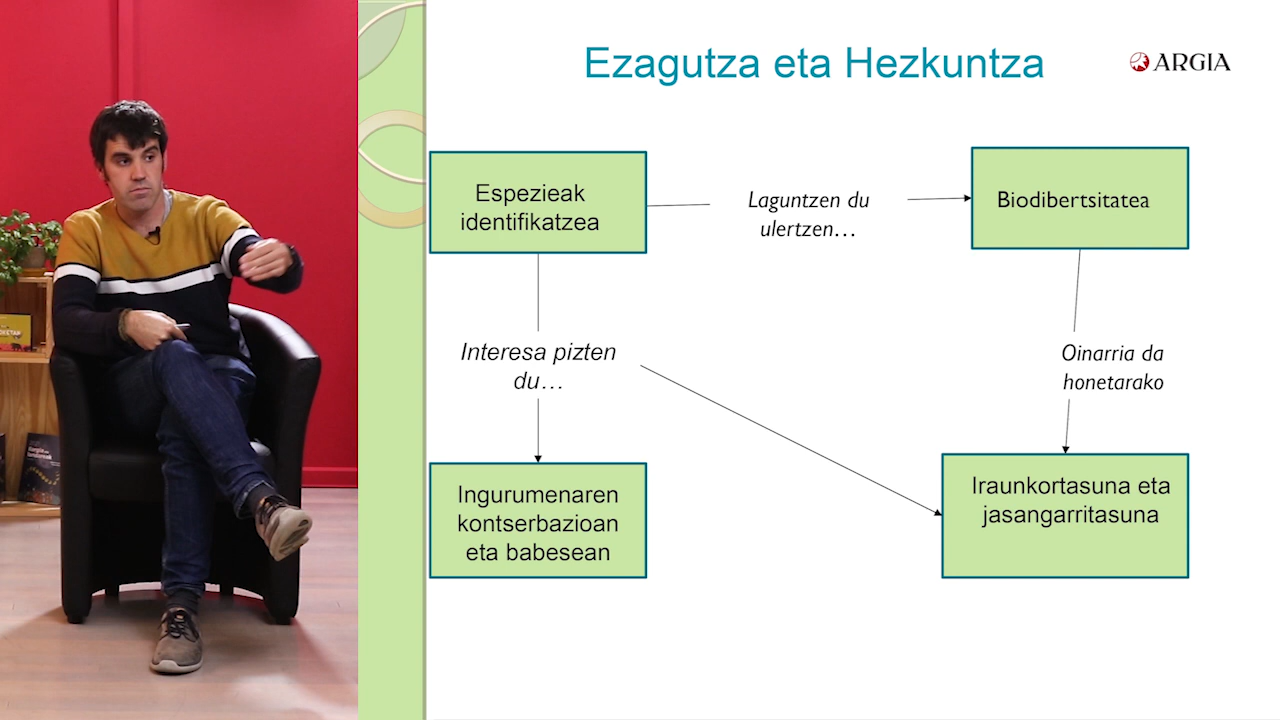 Ezagutza eta Hezkuntza
ARGIA
Espezieak
identifikatzea
Laguntzen du
ulertzen…
Biodibertsitatea
Interesa pizten
du…
Oinarria da
honetarako
Ingurumenaren
kontserbazioan
eta babesean
Iraunkortasuna eta
jasangarritasuna